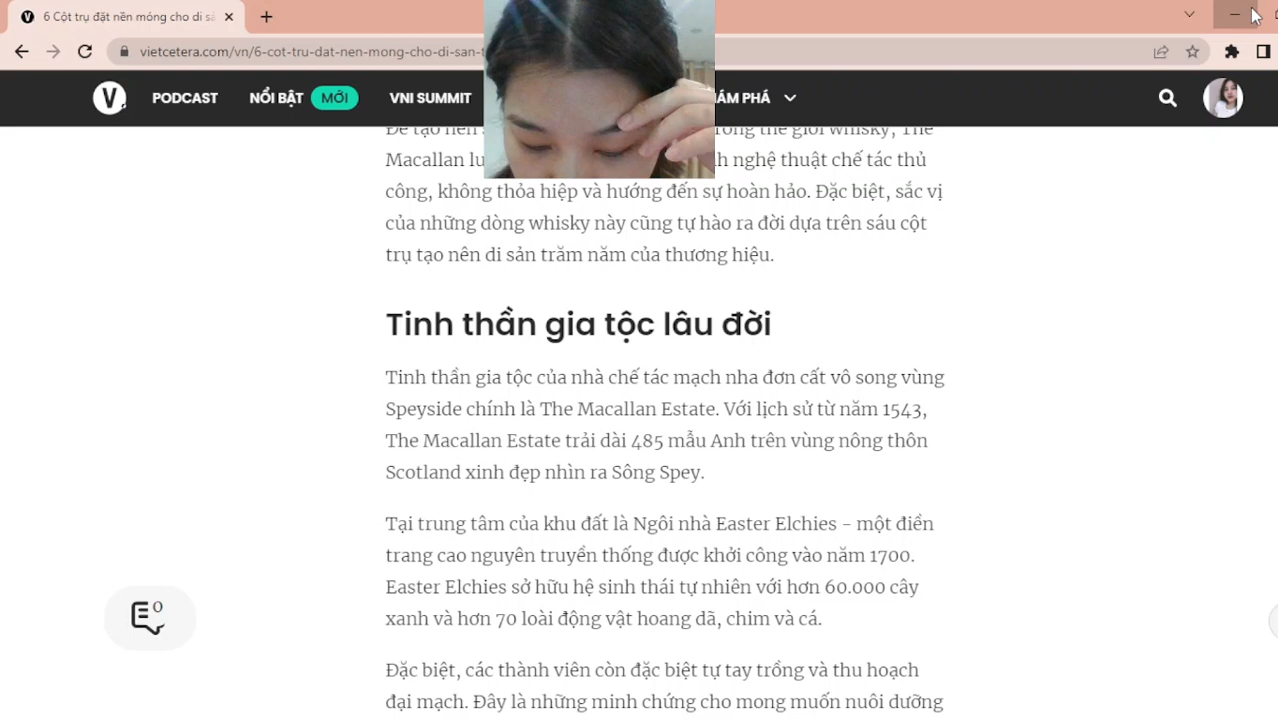 6 Cột trụ đặt nền móng cho di sả
vietcetera.com/vn/6-cot-tru-dat-nen-mong-cho-di-san-t
V. PODCAST NỔI BẬT MỚI VNI SUMMIT PHÁ
Macallan nghệ thuật chế tác thủ
công, không thỏa hiệp và hướng đến sự hoàn hảo. Đặc biệt, sắc vị
của những dòng whisky này cũng tự hào ra đời dựa trên sáu cột
trụ tạo nên di sản trăm năm của thương hiệu.
Tinh thần gia tộc lâu đời
Tinh thần gia tộc của nhà chế tác mạch nha đơn cất vô song vùng
Speyside chính là The Macallan Estate. Với lịch sử từ năm 1543,
The Macallan Estate trải dài 485 mẫu Anh trên vùng nông thôn
Scotland xinh đẹp nhìn ra Sông Spey.
Tại trung tâm của khu đất là Ngôi nhà Easter Elchies - một điền
trang cao nguyên truyền thống được khởi công vào năm 1700.
Easter Elchies sở hữu hệ sinh thái tự nhiên với hơn 60.000 cây
xanh và hơn 70 loài động vật hoang dã, chim và cá.
0
Đặc biệt, các thành viên còn đặc biệt tự tay trồng và thu hoạch
đại mạch. Đây là những minh chứng cho mong muốn nuôi dưỡng